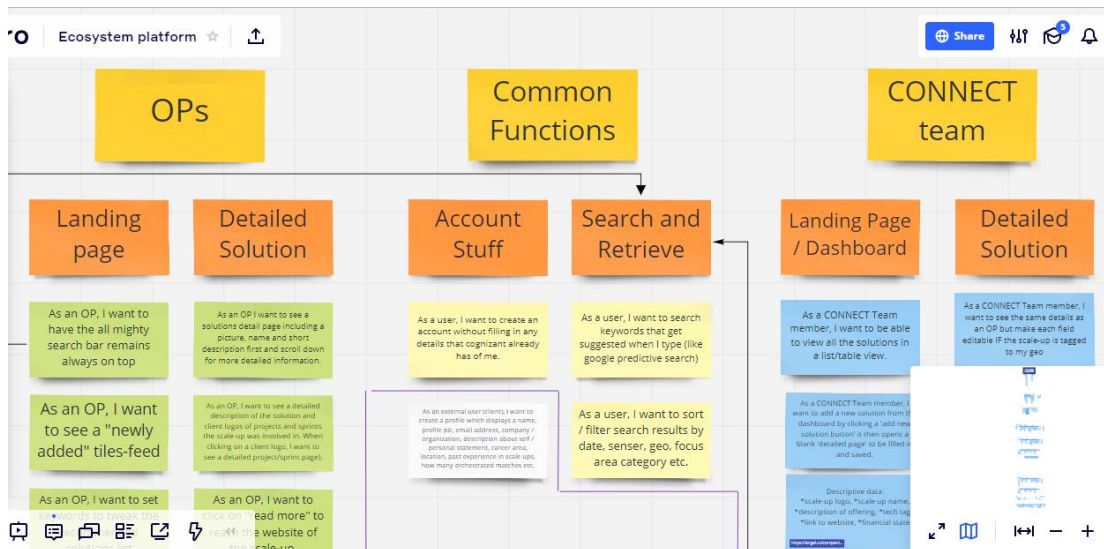 ro
Ecosystem platform
Share
5
OPs
Common
Functions
CONNECT
team
Landing
page
Detailed
Solution
Account
Stuff
Search and
Retrieve
Landing Page
/ Dashboard
Detailed
Solution
As an OP, I want to
have the all mighty
search bar remains
always on top
As an OP I want to see a
solutions detail page including a
picture, name and short
description first and scroll down
for more detailed information.
As a user, I want to create an
account without filling in any
details that cognizant already
has of me.
As a user, I want to search
keywords that get
suggested when I type (like
google predictive search)
As a CONNECT Team
member, I want to be able
to view all the solutions in
a list/table view.
As a CONNECT Team member, I
want to see the same details as
an OP but make each field
editable IF the scale-up is tagged
to my geo
As an OP, I want
to see a "newly
added" tiles-feed
As an OP, I want to see a detailed
description of the solution and
client logos of projects and sprints
the scale-up was involved in. When
clicking on a client logo, I want to
see a detailed project/sprint page).
As an external user (client), I want to
create a profile which displays a name,
profile pic, email address, company /
organization, description about self /
personal statement, career area,
location, past experience in scale ups,
how many orchestrated matches etc.
As a user, I want to sort
/ filter search results by
date, senser, geo, focus
area category etc.
As a CONNECT Team member, I
want to add a new solution from
dashboard by clicking a 'add new
solution button' it then opens a
blank 'detailed page' to be filled
and saved.
As an OP, I want to set
keywords to tweak the
solutions list
As an OP, I want to
click on "read more" to
reach the website of
the scale-up
Descriptive data:
*scale-up logo, *scale-up name,
*description of offering, *tech tag
*link to website, *financial state